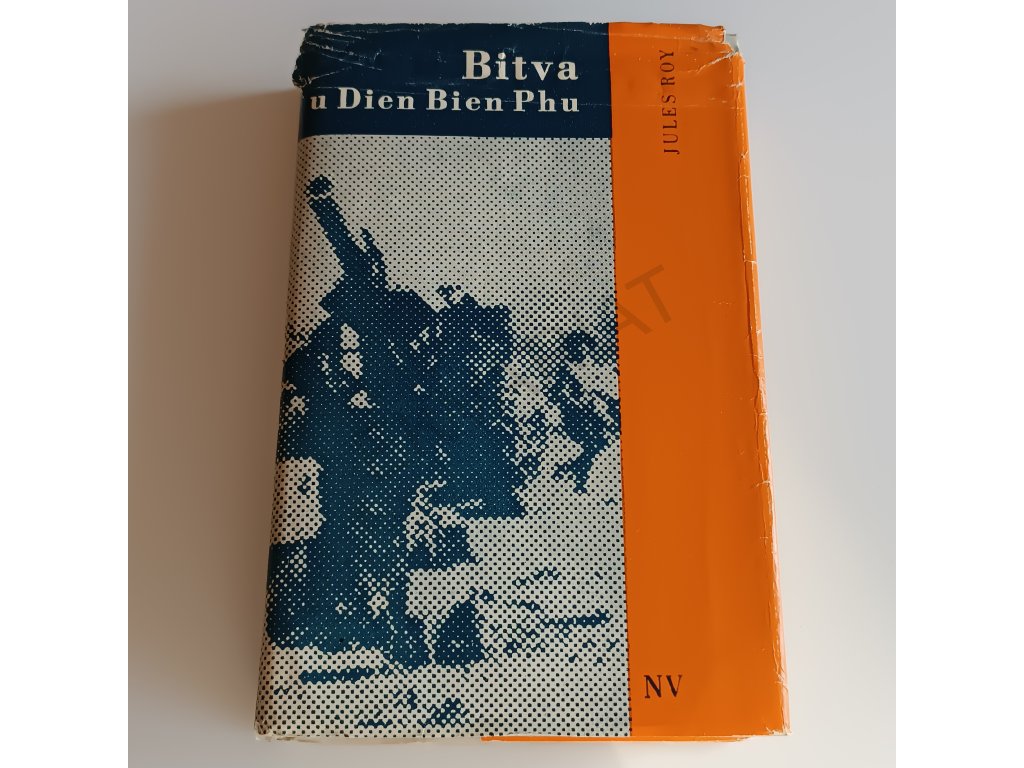 Bitva
u Dien Bien Phu
JULES ROY
NV